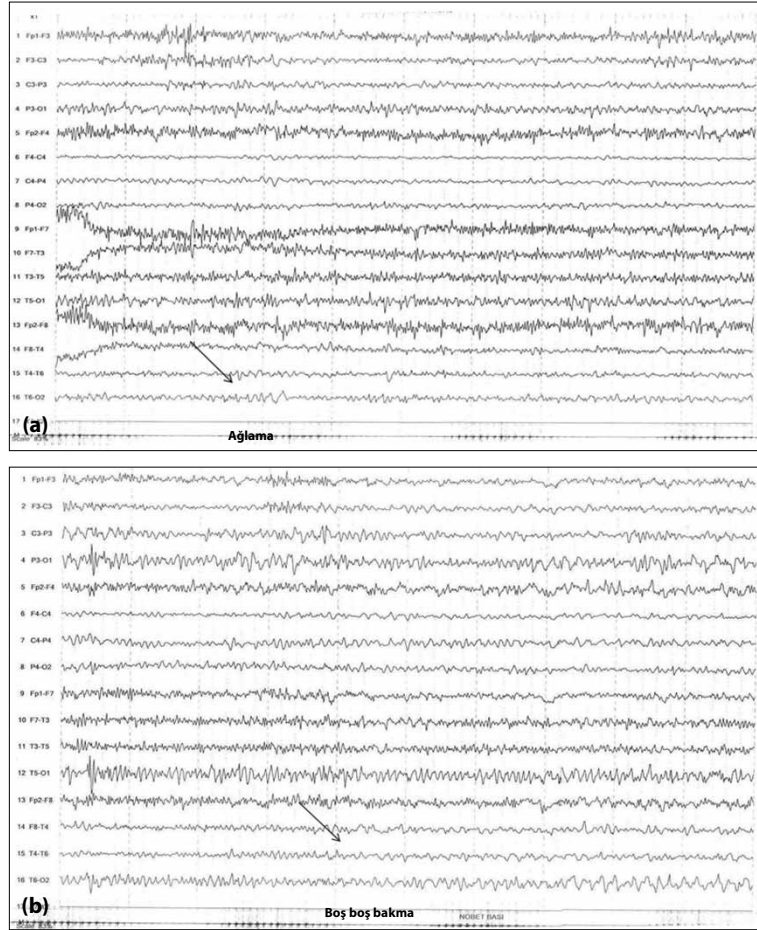 1 Fp1-F3
2 F3-C3
3 C3-P3
4 P3-O1
5 Fp2-F4
6 F4-C4
7 C4-P4
8 P4-O2
9 Fp1-F7
10 F7-T3
11 T3-T5
12 T5-O1
13 Fp2-F8
14 F8-T4
15 T4-T6
16 T6-O2
17
(a)
Scale 83%
Ağlama
1 Fp1-F3
2 F3-C3
3 C3-P3
4 P3-O1
5 Fp2-F4
6 F4-C4
7 C4-P4
8 P4-O2
9 Fp1-F7
10 F7-T3
11 T3-T5
12 T5-O1
13 Fp2-F8
14 F8-T4
15 T4-T6
16 T6-O2
(b)
Boş boş bakma
NOBET BASI